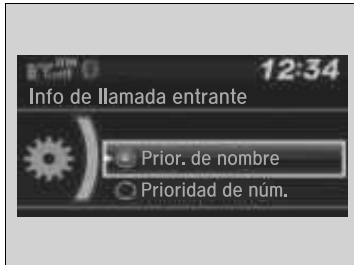 12:34
Info de llamada entrante
Prior. de nombre
Prioridad de núm.